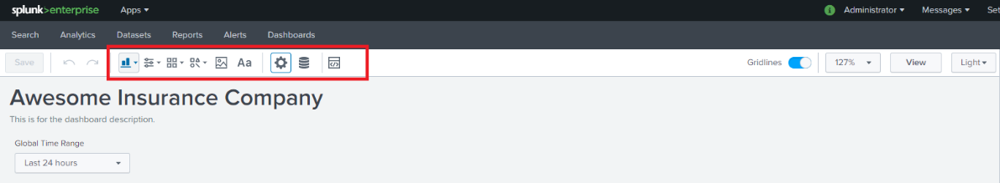 splunk>enterprise Apps Administrator Messages Set
Search Analytics Datasets Reports Alerts Dashboards
Save Aa Gridlines 127% View Light
Awesome Insurance Company
This is for the dashboard description.
Global Time Range
Last 24 hours